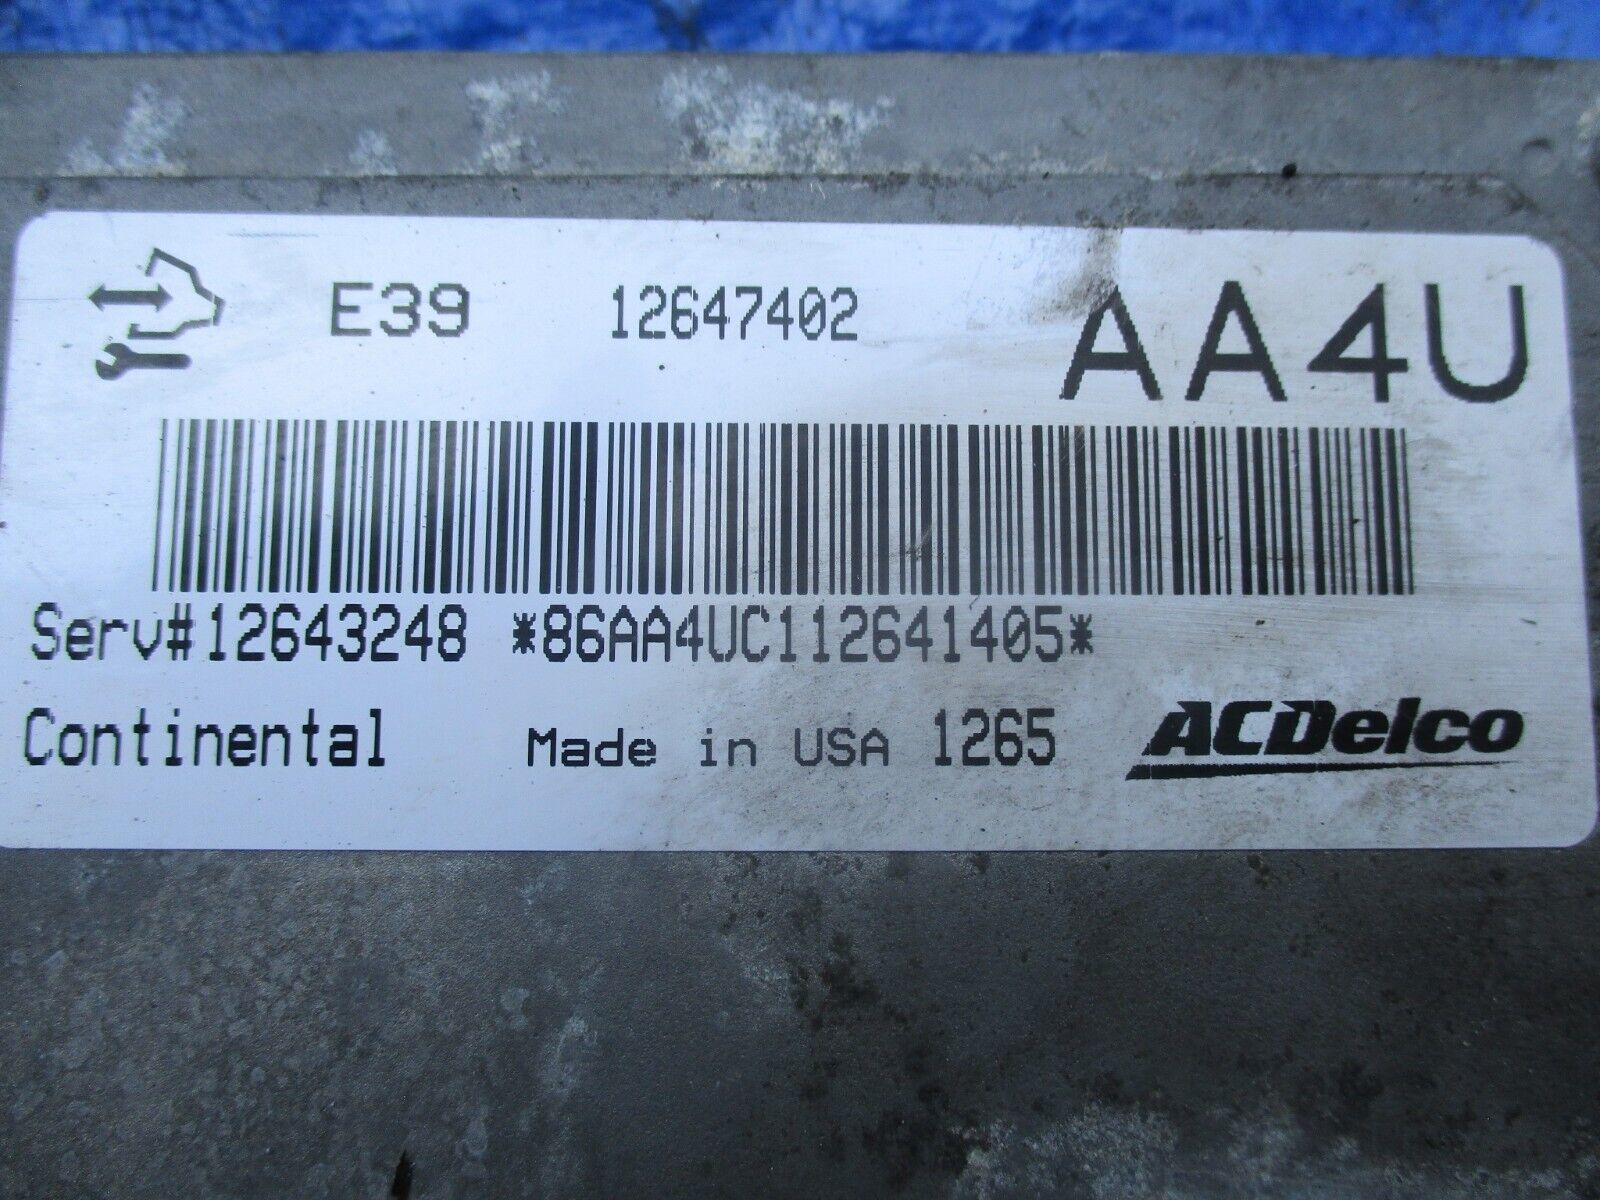 E39 12647402 AA4U
Serv#12643248 *86AA4UC112641405*
Continental Made in USA 1265 ACDelco